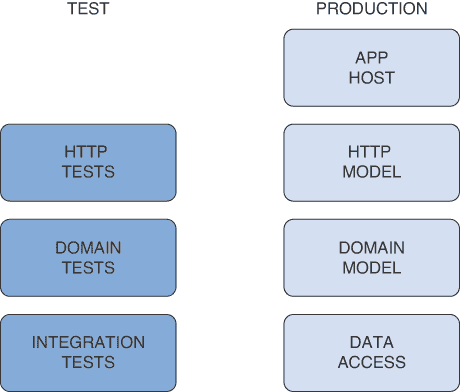 TEST
PRODUCTION
APP
HOST
HTTP
TESTS
HTTP
MODEL
DOMAIN
TESTS
DOMAIN
MODEL
INTEGRATION
TESTS
DATA
ACCESS